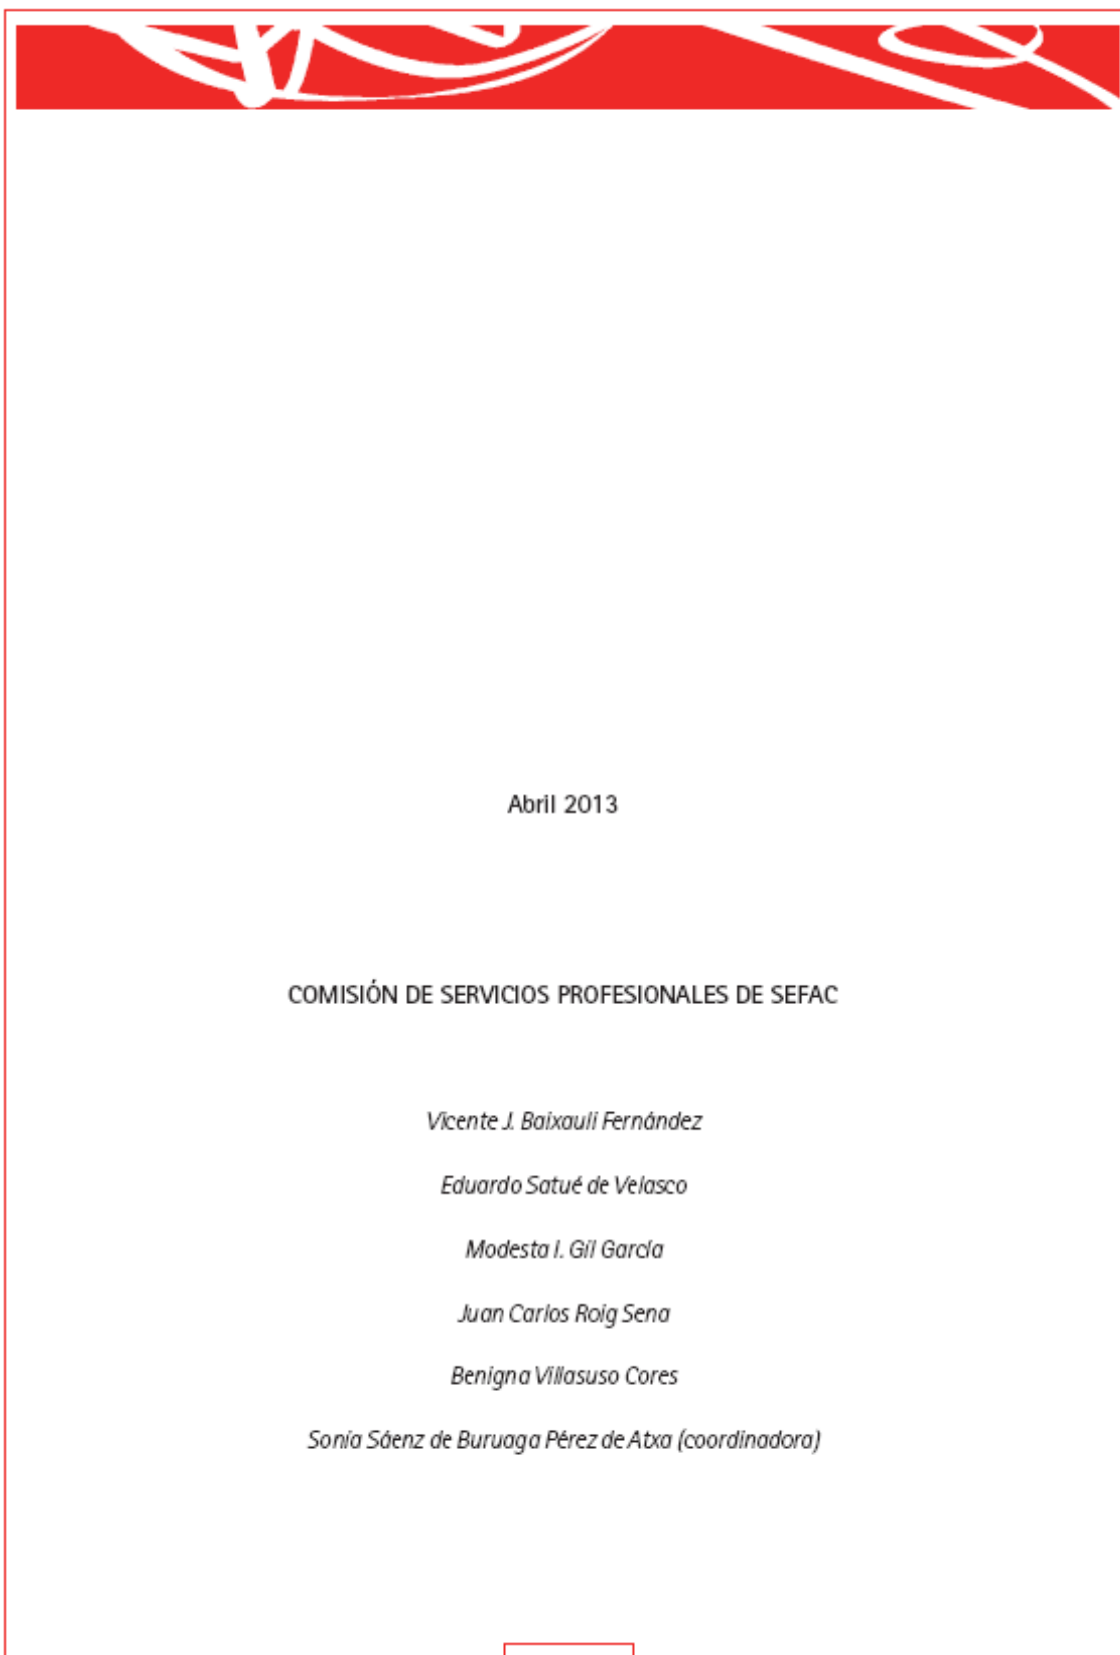 Abril 2013
COMISIÓN DE SERVICIOS PROFESIONALES DE SEFAC
Vicente J. Baixauli Fernández
Eduardo Satué de Velasco
Modesta I. Gil García
Juan Carlos Roig Sena
Benigna Villasuso Cores
Sonia Sáenz de Buruaga Pérez de Atxa (coordinadora)